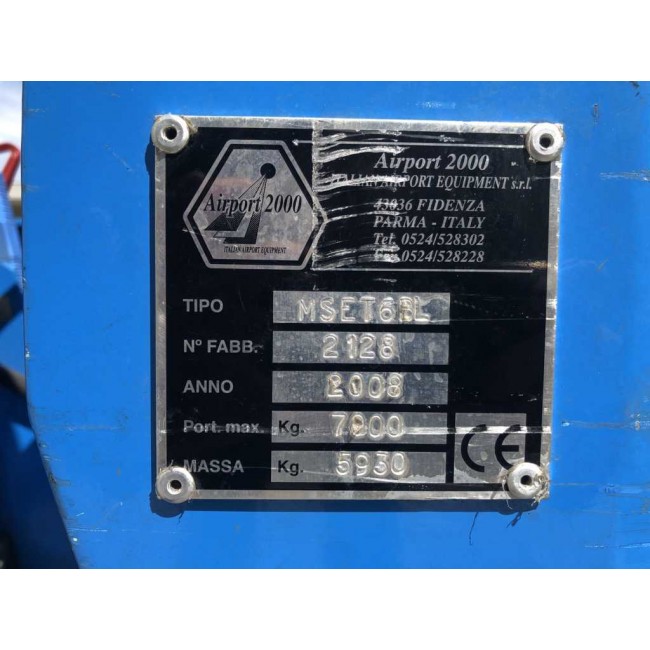 Airport 2000
ITALIAN AIRPORT EQUIPMENT
Airport 2000
ITALIAN AIRPORT EQUIPMENT s.r.l.
43036 FIDENZA
PARMA - ITALY
Tel. 0524/528302
0524/528228
TIPO MSET6BL
N° FABB. 2128
ANNO 2008
Port. max. Kg. 7000
MASSA Kg. 5930
CE